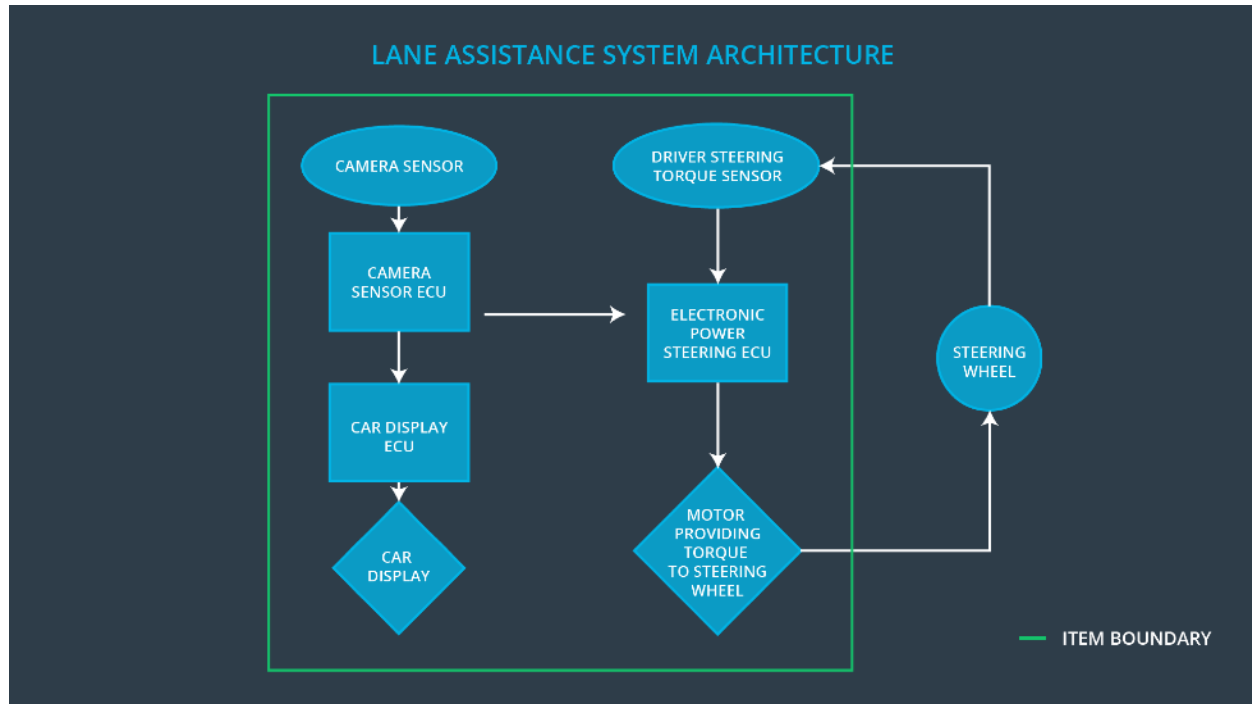 LANE ASSISTANCE SYSTEM ARCHITECTURE
CAMERA SENSOR
CAMERA
SENSOR ECU
CAR DISPLAY
ECU
CAR
DISPLAY
DRIVER STEERING
TORQUE SENSOR
ELECTRONIC
POWER
STEERING ECU
MOTOR
PROVIDING
TORQUE
TO STEERING
WHEEL
STEERING
WHEEL
ITEM BOUNDARY